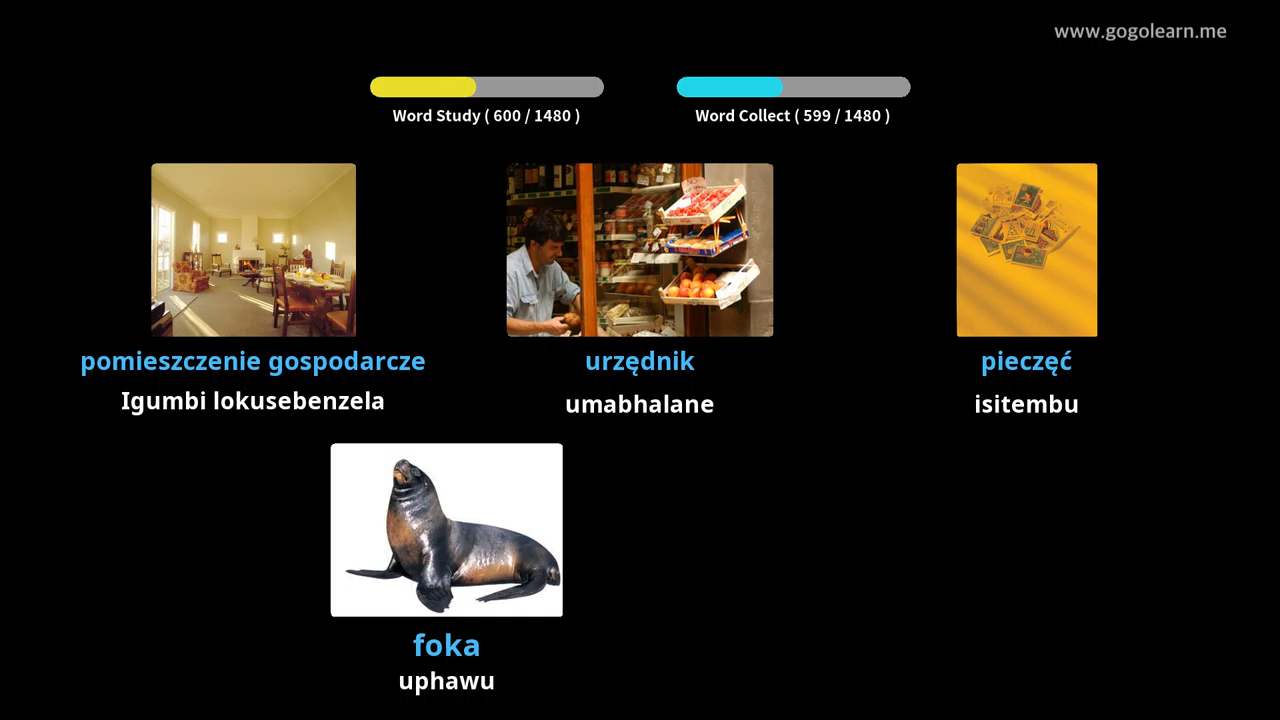 www.gogolearn.me
Word Study ( 600 / 1480 )
Word Collect ( 599 / 1480 )
pomieszczenie gospodarcze
Igumbi lokusebenzela
urzędnik
umabhalane
pieczęć
isitembu
foka
uphawu